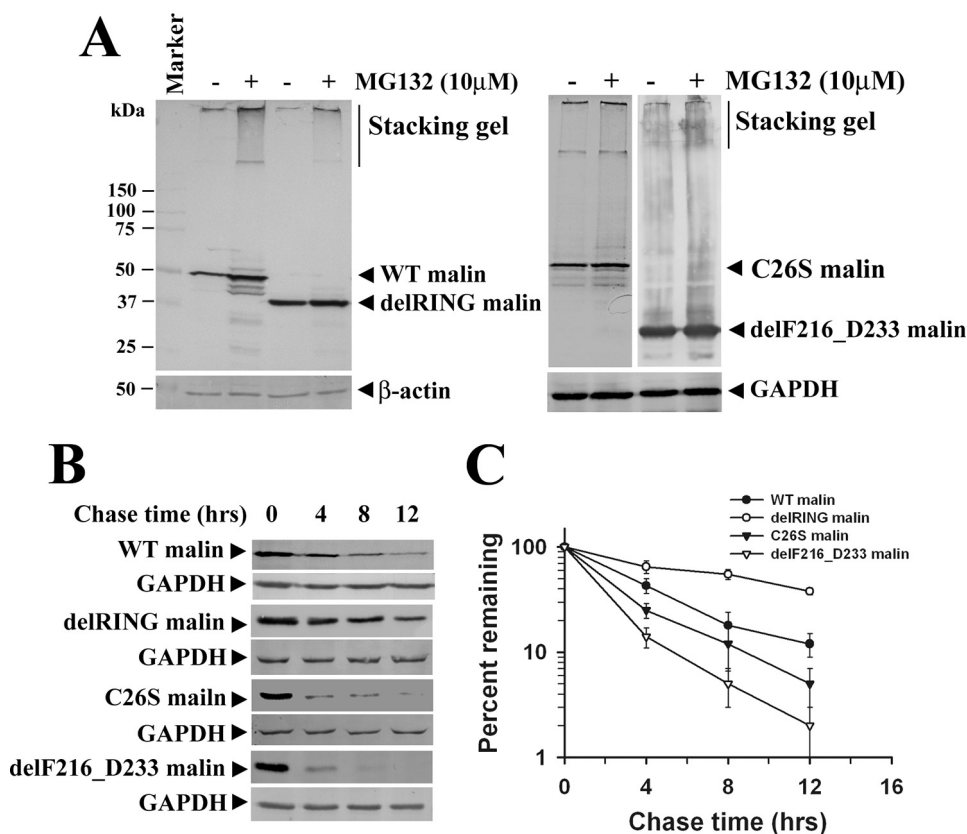 A
Marker
- + - + MG132 (10μM)
kDa
Stacking gel
150
100
75
50
37
25
50
WT malin
delRING malin
β-actin
- + - + MG132 (10μM)
Stacking gel
C26S malin
delF216_D233 malin
GAPDH
B
Chase time (hrs) 0 4 8 12
WT malin
GAPDH
delRING malin
GAPDH
C26S mailn
GAPDH
delF216_D233 malin
GAPDH
C
WT malin
delRING malin
C26S malin
delF216_D233 malin
Percent remaining
100
10
1
0 4 8 12 16
Chase time (hrs)